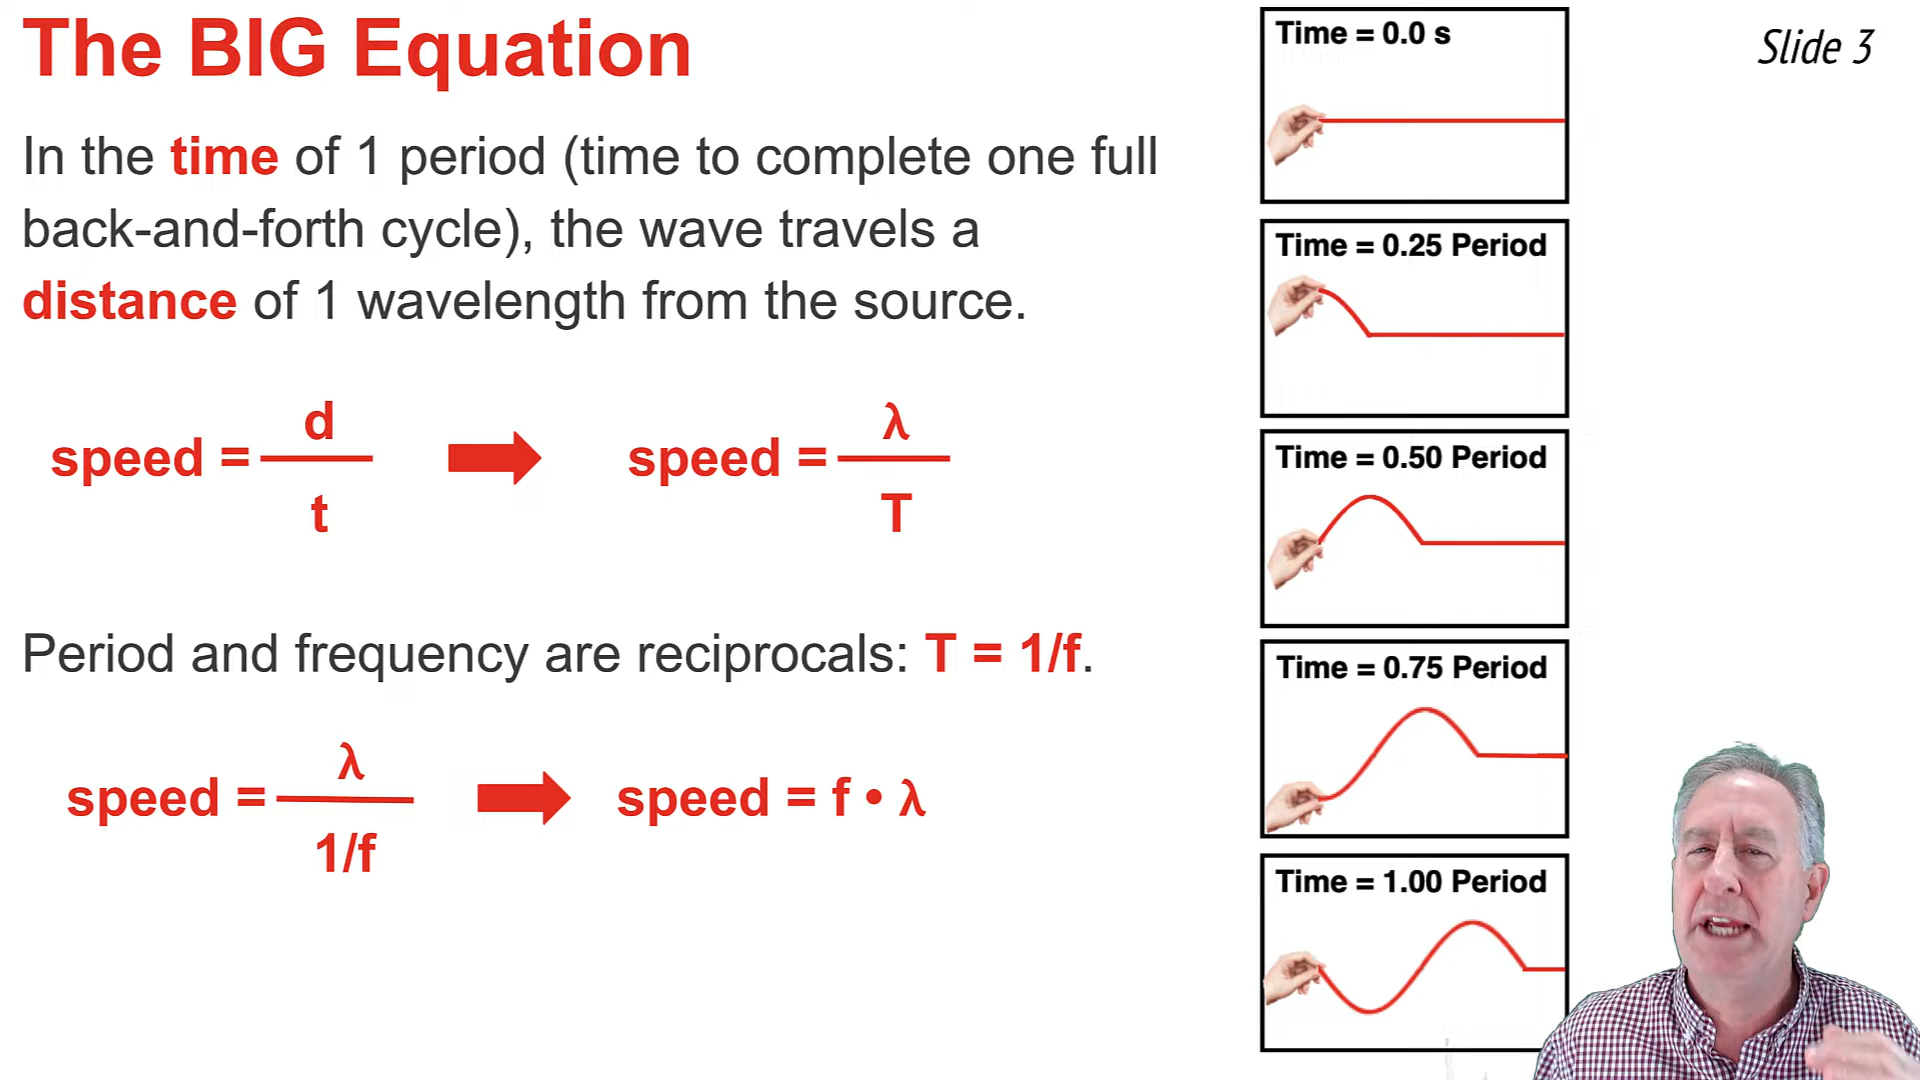 The BIG Equation
Slide 3
In the time of 1 period (time to complete one full
back-and-forth cycle), the wave travels a
distance of 1 wavelength from the source.
speed = d / t
speed = λ / T
Period and frequency are reciprocals: T = 1/f.
speed = λ / 1/f
speed = f • λ
Time = 0.0 s
Time = 0.25 Period
Time = 0.50 Period
Time = 0.75 Period
Time = 1.00 Period